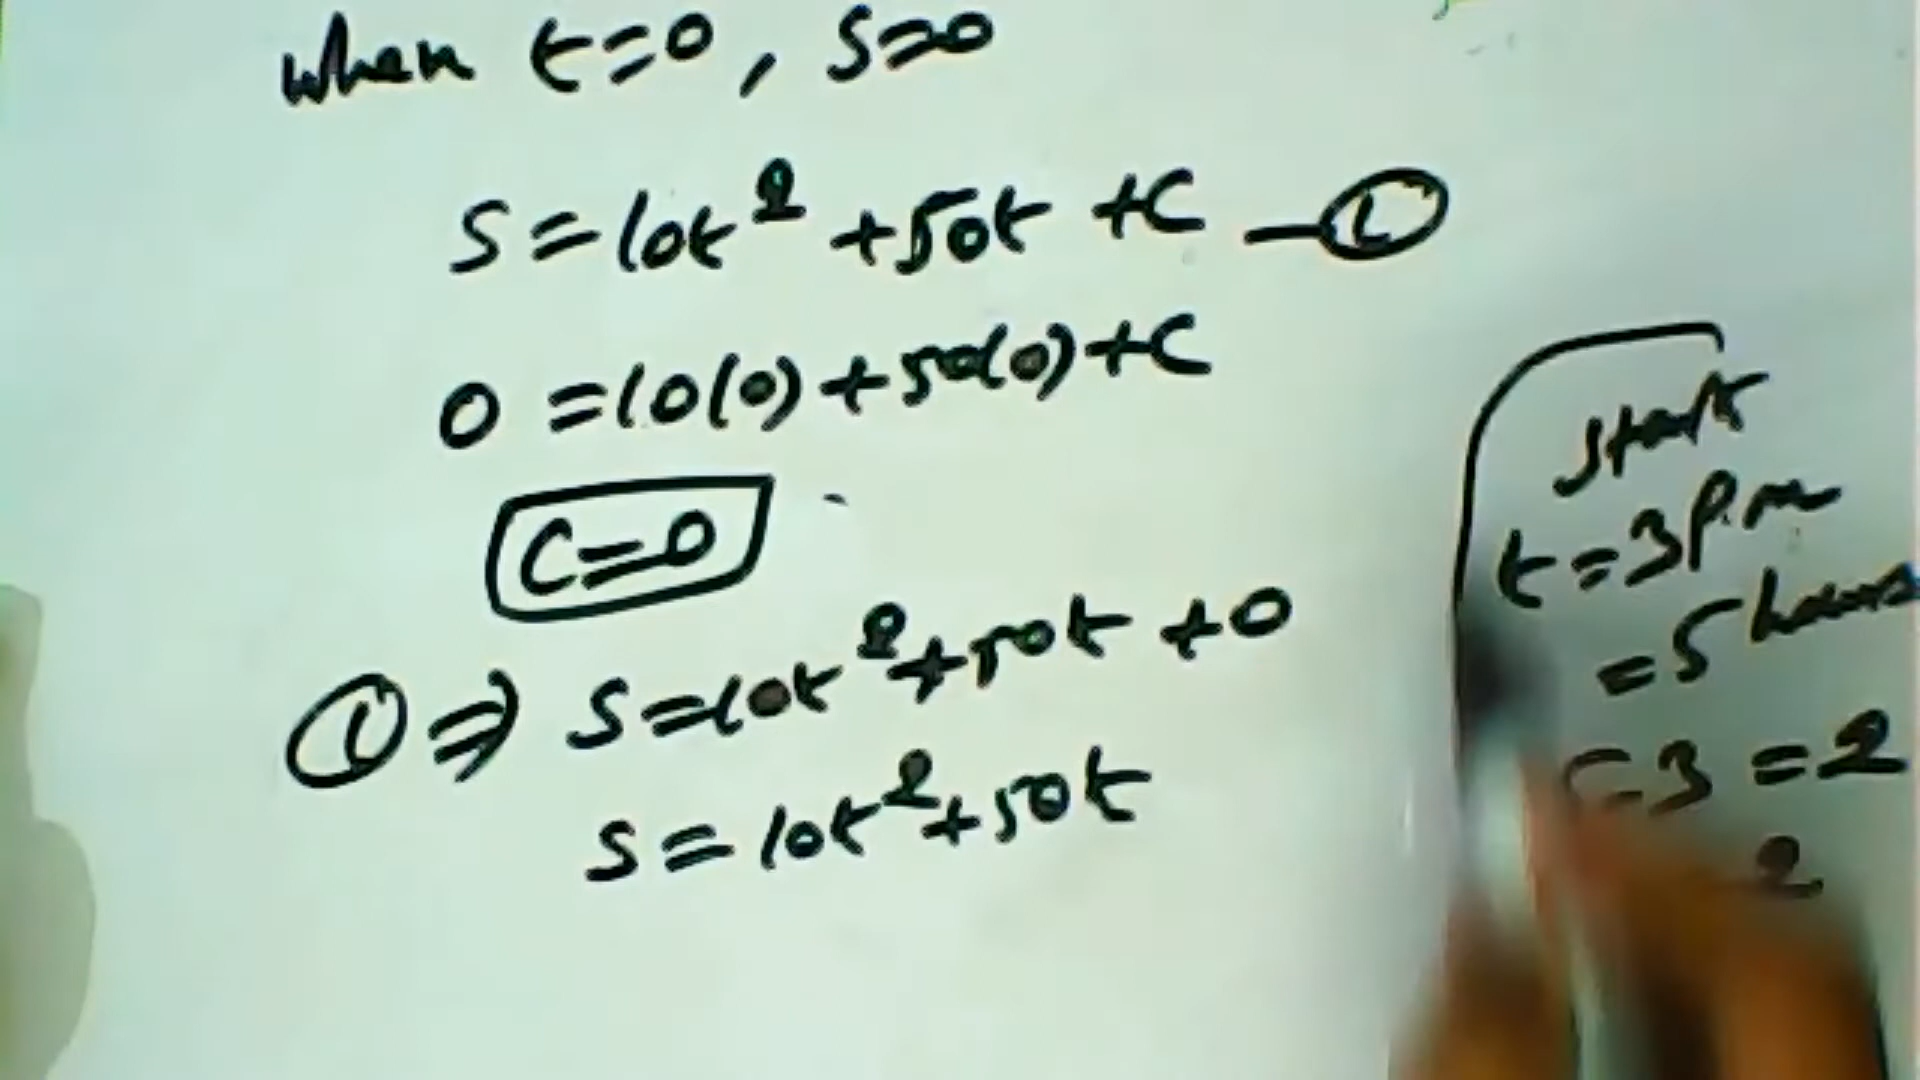 when t=0, S=0
S=10t² +50t +C —①
0 =10(0)+50(0)+C
C=0
① ⇒ S=10t²+50t +0
S=10t²+50t
start
t=3p.m
=5 hours
-3 =2
2